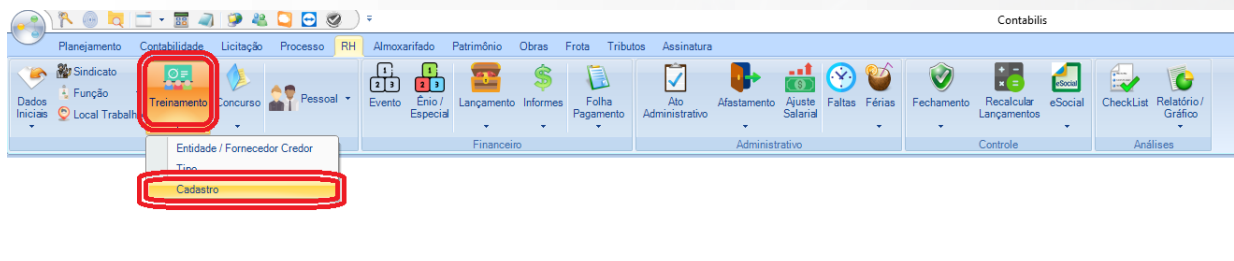 Contabilis
Planejamento Contabilidade Licitação Processo RH Almoxarifado Patrimônio Obras Frota Tributos Assinatura
Dados Iniciais
Sindicato
Função
Local Trabalh
Treinamento
Concurso
Pessoal
Evento
Ênio / Especial
Lançamento
Informes
Folha Pagamento
Ato Administrativo
Afastamento
Ajuste Salarial
Faltas
Férias
Fechamento
Recalcular Lançamentos
eSocial
eSocial
CheckList
Relatório / Gráfico
Financeiro
Administrativo
Controle
Análises
Entidade / Fornecedor Credor
Tipo
Cadastro